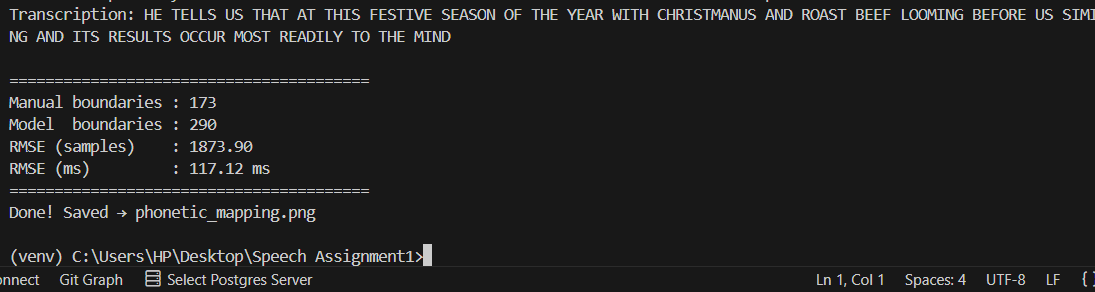 Transcription: HE TELLS US THAT AT THIS FESTIVE SEASON OF THE YEAR WITH CHRISTMANUS AND ROAST BEEF LOOMING BEFORE US SIMI
NG AND ITS RESULTS OCCUR MOST READILY TO THE MIND
========================================
Manual boundaries : 173
Model  boundaries : 290
RMSE (samples)    : 1873.90
RMSE (ms)         : 117.12 ms
========================================
Done! Saved → phonetic_mapping.png
(venv) C:\Users\HP\Desktop\Speech Assignment1>
onnect Git Graph Select Postgres Server Ln 1, Col 1 Spaces: 4 UTF-8 LF {}